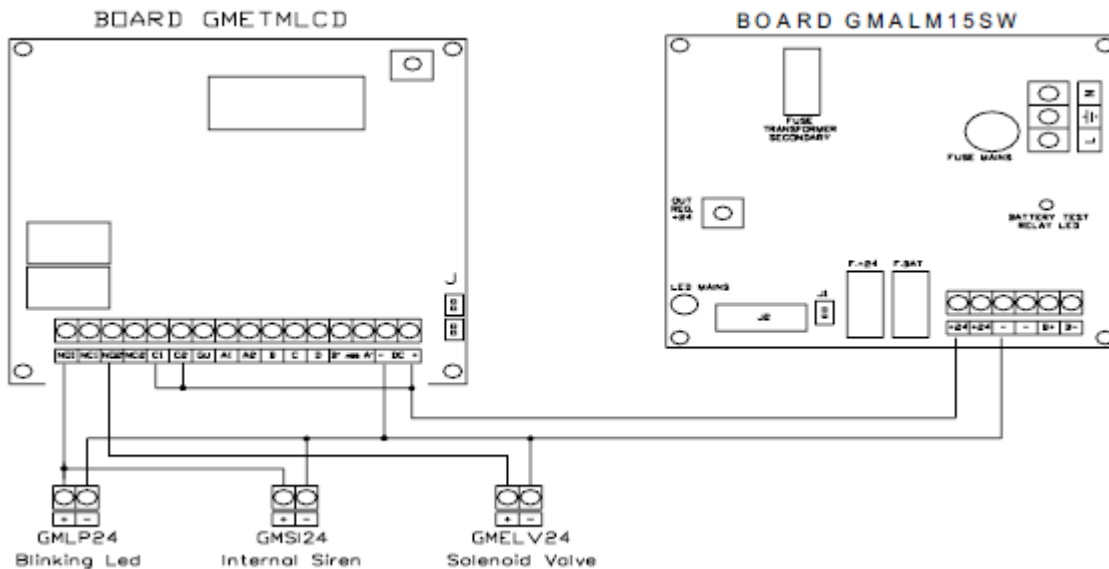 BOARD GMETMLCD
BOARD GMALM15SW
FUSE
TRANSFORMER
SECONDARY
FUSE MAINS
N
L
OUT
REG.
+24
BATTERY TEST
RELAY LED
F.+24
F.BAT
LED MAINS
J
J1
J2
NO1 NC1 NO2 NC2 C1 C2 GU A1 A2 B C D B' A' - DC +
+24 +24 - - B+ B-
+ -
+ -
+ -
GMLP24
Blinking Led
GMSI24
Internal Siren
GMELV24
Solenoid Valve